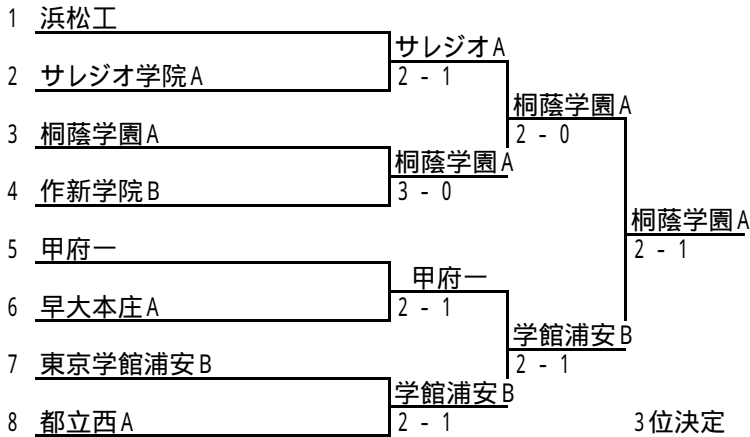 1 浜松工
サレジオA
2 サレジオ学院A
2 - 1
桐蔭学園A
3 桐蔭学園A
2 - 0
桐蔭学園A
4 作新学院B
3 - 0
桐蔭学園A
5 甲府一
2 - 1
甲府一
6 早大本庄A
2 - 1
学館浦安B
7 東京学館浦安B
2 - 1
学館浦安B
8 都立西A
2 - 1
3位決定